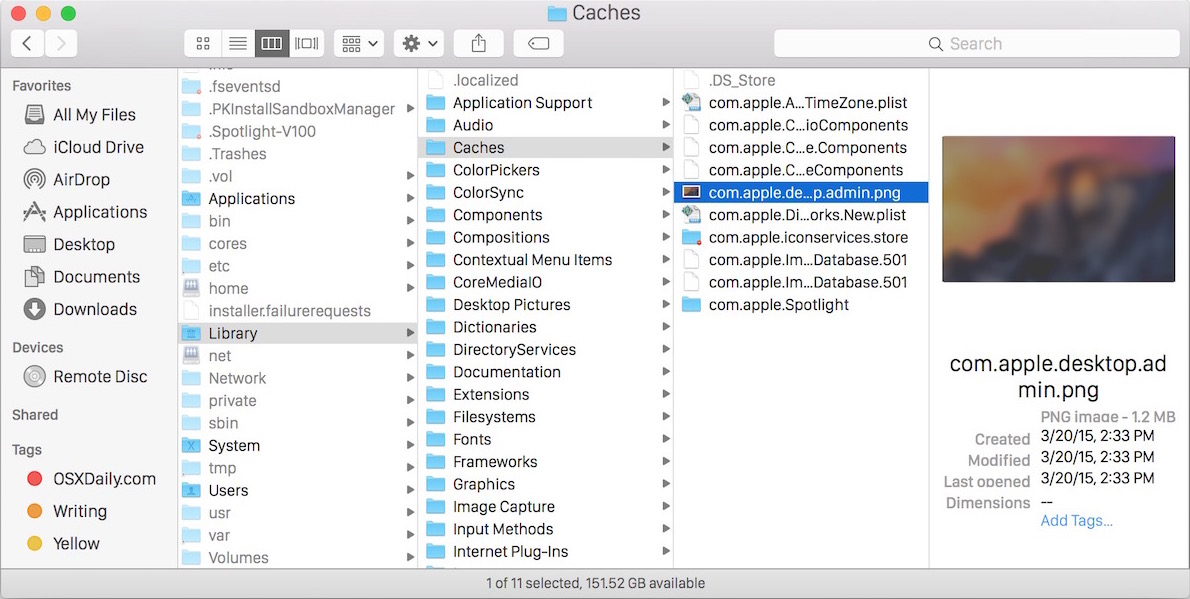 Caches
Search
Favorites
All My Files
iCloud Drive
AirDrop
Applications
Desktop
Documents
Downloads
Devices
Remote Disc
Shared
Tags
OSXDaily.com
Writing
Yellow
.fseventsd
.PKInstallSandboxManager
.Spotlight-V100
.Trashes
.vol
Applications
bin
cores
etc
home
installer.failurerequests
Library
net
Network
private
sbin
System
tmp
Users
usr
var
Volumes
.localized
Application Support
Audio
Caches
ColorPickers
ColorSync
Components
Compositions
Contextual Menu Items
CoreMediaIO
Desktop Pictures
Dictionaries
DirectoryServices
Documentation
Extensions
Filesystems
Fonts
Frameworks
Graphics
Image Capture
Input Methods
Internet Plug-Ins
.DS_Store
com.apple.A...TimeZone.plist
com.apple.C...ioComponents
com.apple.C...e.Components
com.apple.C...eComponents
com.apple.de...p.admin.png
com.apple.Di...orks.New.plist
com.apple.iconservices.store
com.apple.Im...Database.501
com.apple.Im...Database.501
com.apple.Spotlight
com.apple.desktop.ad
min.png
PNG image - 1.2 MB
Created 3/20/15, 2:33 PM
Modified 3/20/15, 2:33 PM
Last opened 3/20/15, 2:33 PM
Dimensions --
Add Tags...
1 of 11 selected, 151.52 GB available